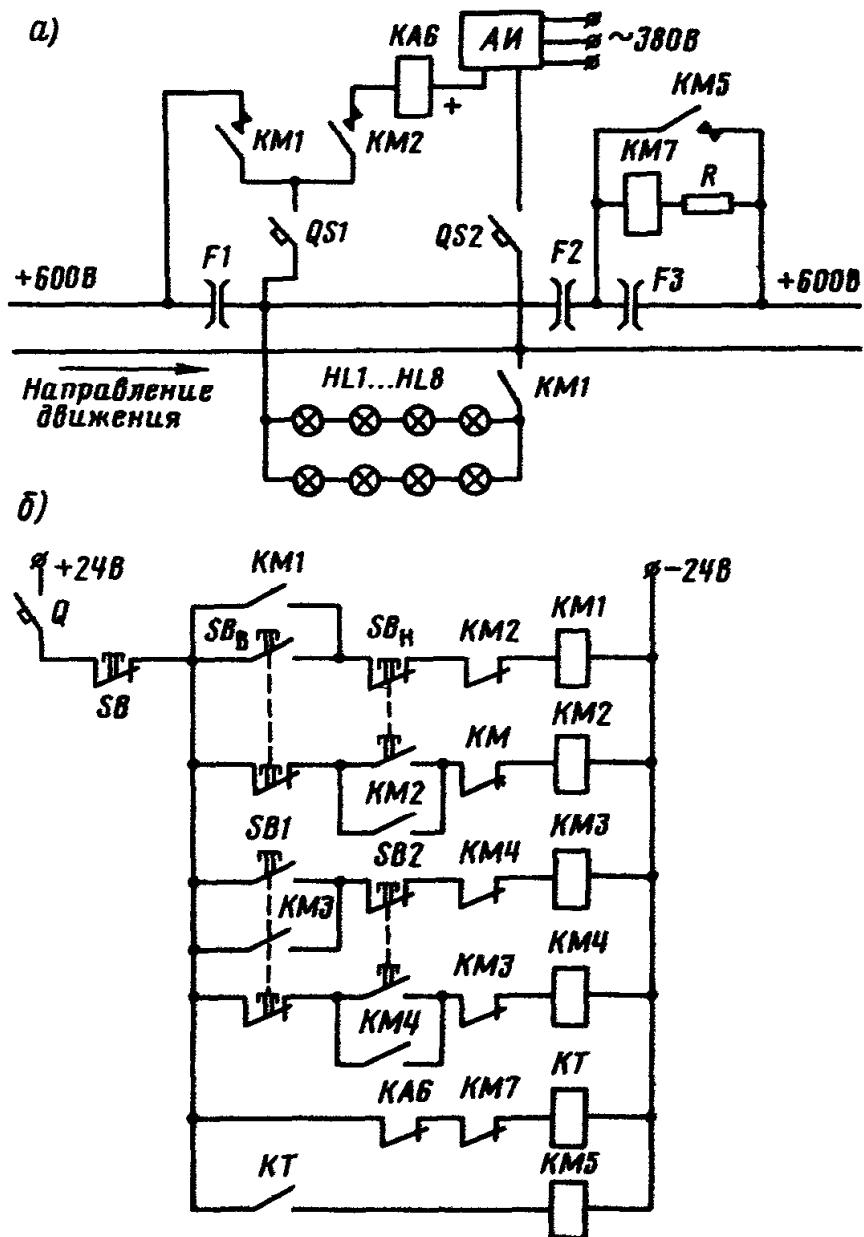 а)
КА6
АИ
~380В
+
КМ1
КМ2
КМ5
КМ7
R
QS1
QS2
F1
F2
F3
+600В
+600В
Направление
движения
HL1...HL8
КМ1
б)
+24В
Q
SB
КМ1
-24В
SBВ
SBН
КМ2
КМ1
КМ2
КМ
КМ2
SB1
SB2
КМ4
КМ3
КМ3
КМ4
КМ3
КМ4
КА6
КМ7
КТ
КТ
КМ5